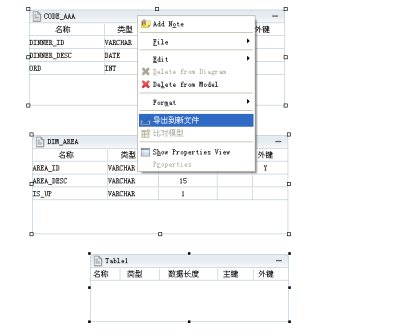 CODE_AAA
名称 类型 外键
DINNER_ID VARCHAR
DINNER_DESC DATE
ORD INT
Add Note
File
Edit
Delete from Diagram
Delete from Model
Format
导出到新文件
比对模型
Show Properties View
Properties
DIM_AREA
名称 类型 外键
AREA_ID VARCHAR Y
AREA_DESC VARCHAR 15
IS_UP VARCHAR 1
Table1
名称 类型 数据长度 主键 外键